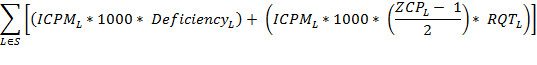 ∑_{L∈S} [(ICPM_L * 1000 * Deficiency_L) + (ICPM_L * 1000 * ((ZCP_L − 1)/2) * RQT_L)]